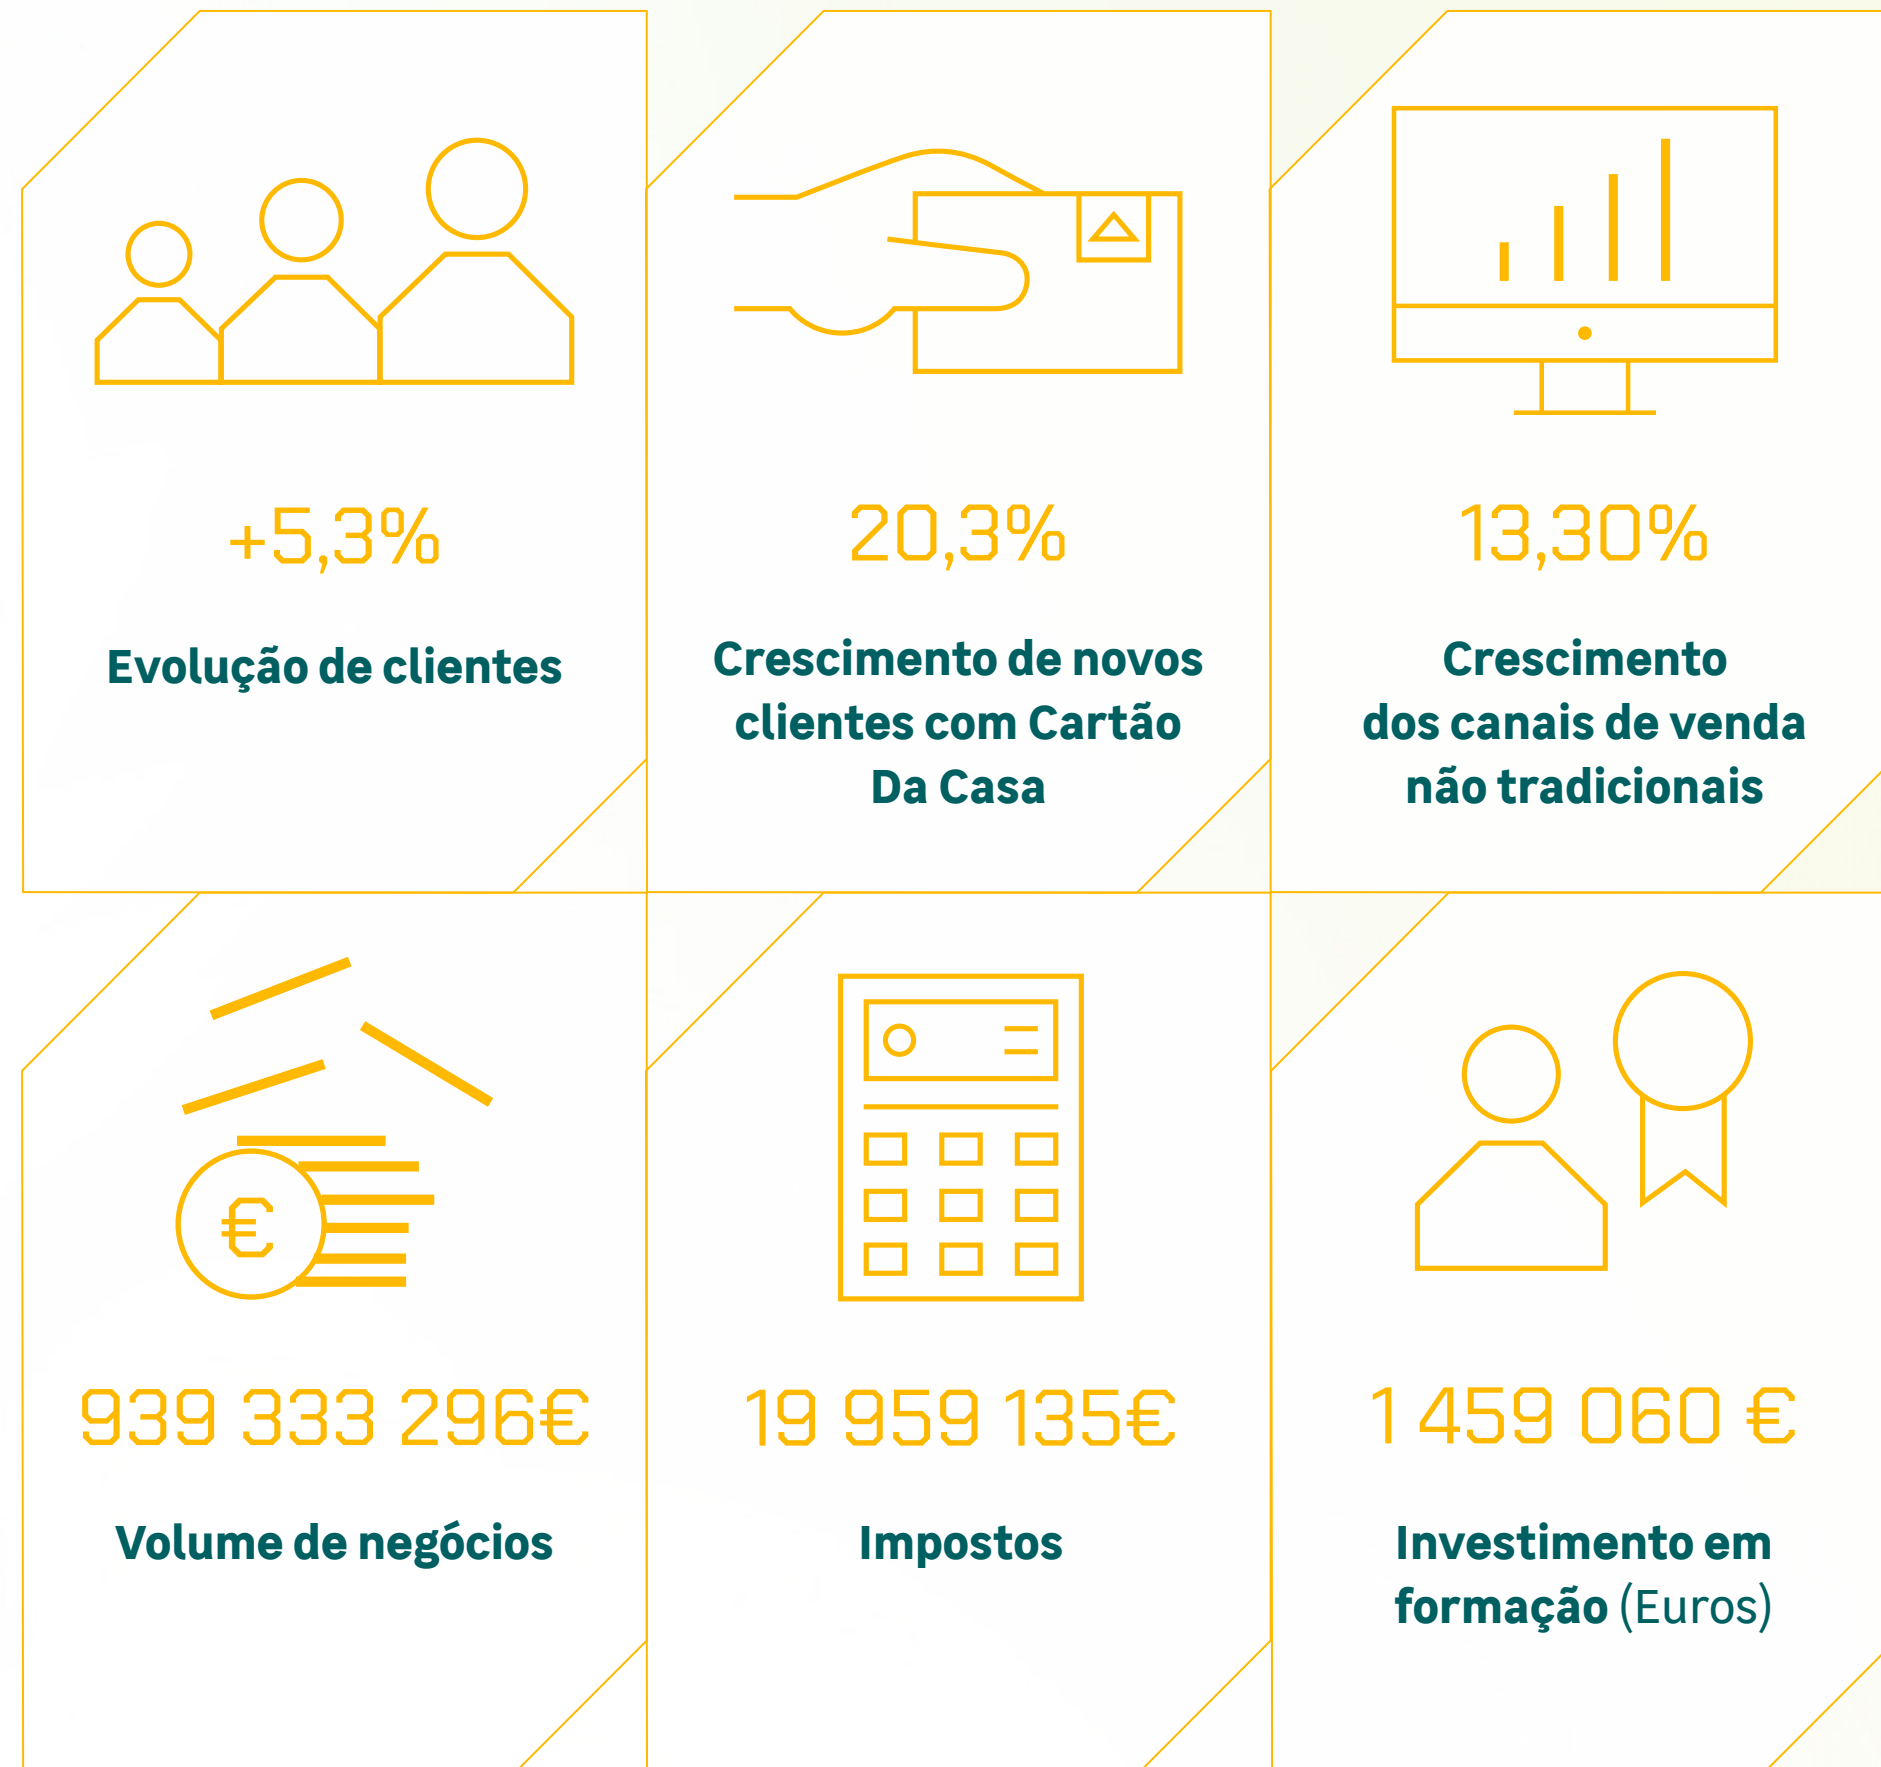 +5,3%
Evolução de clientes
20,3%
Crescimento de novos
clientes com Cartão
Da Casa
13,30%
Crescimento
dos canais de venda
não tradicionais
€
939 333 296€
Volume de negócios
19 959 135€
Impostos
1 459 060 €
Investimento em
formação (Euros)